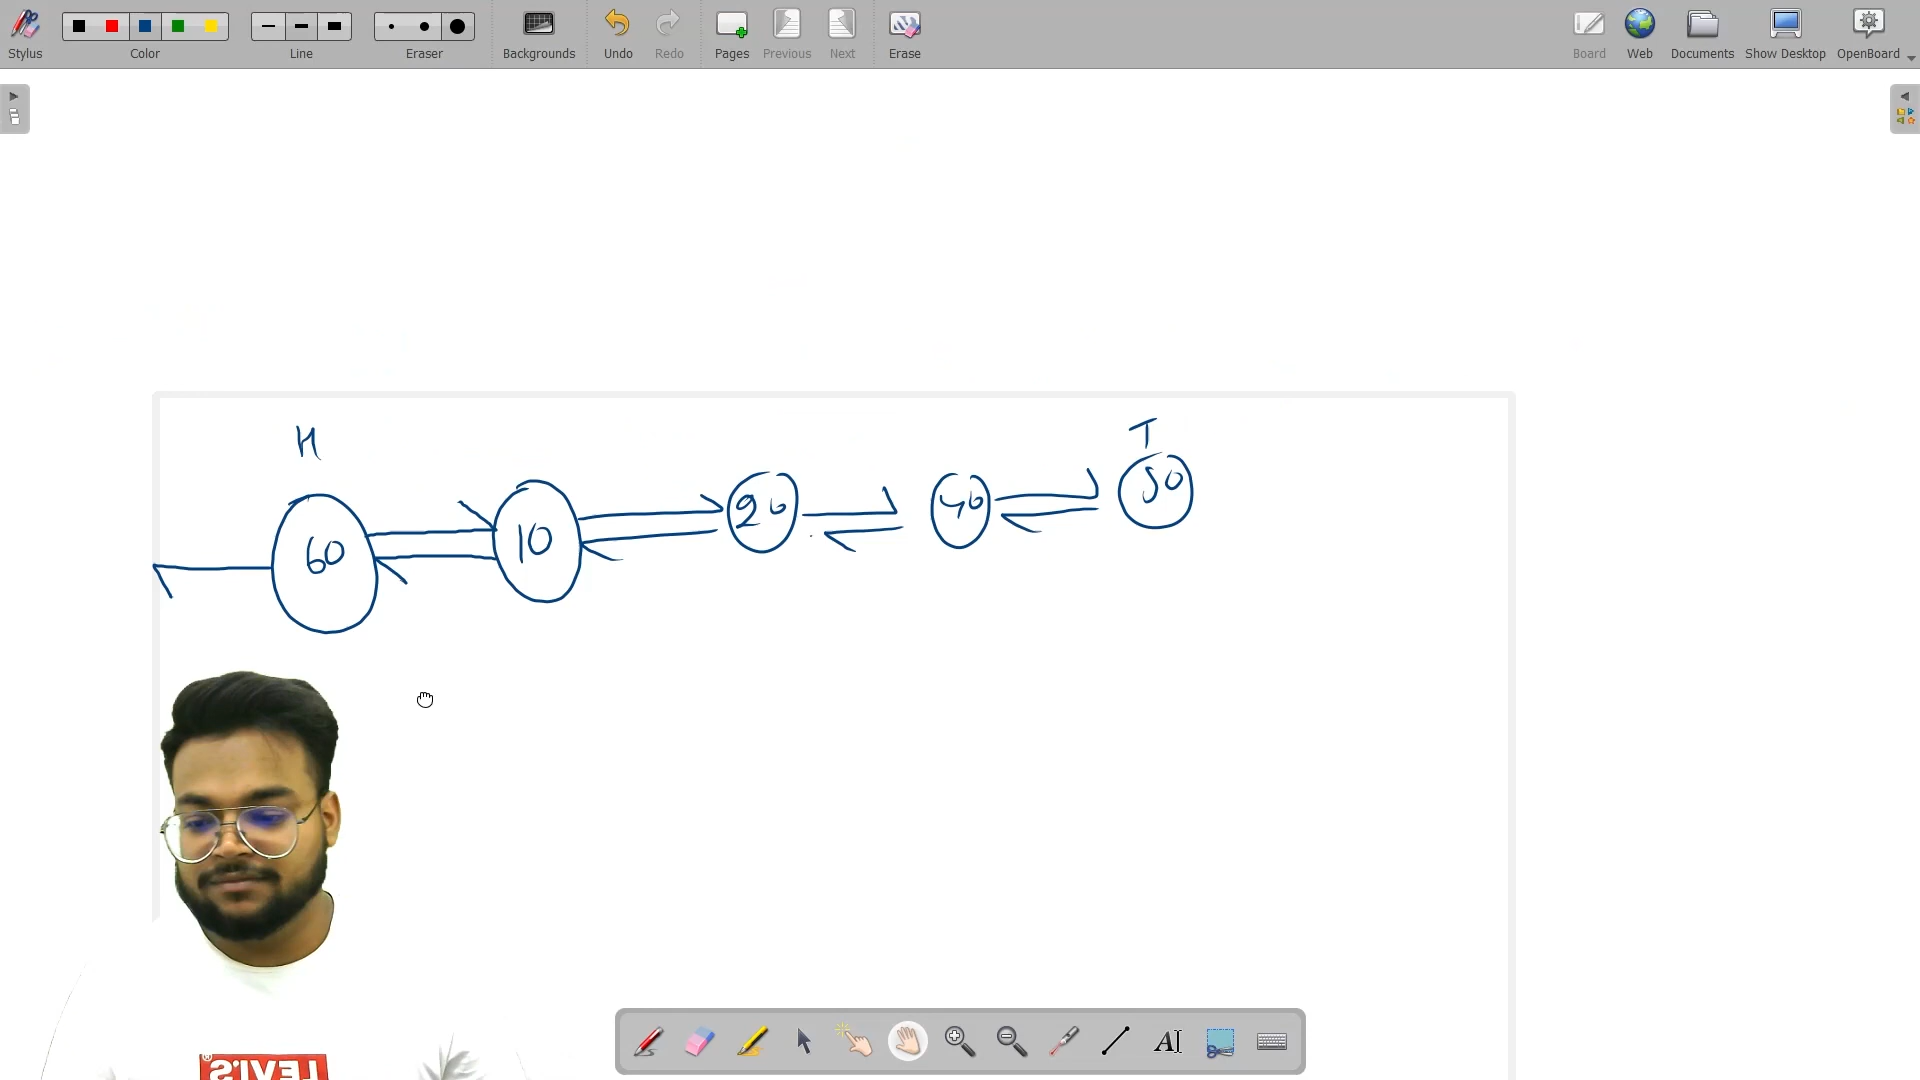 Stylus Color Line Eraser Backgrounds Undo Redo Pages Previous Next Erase Board Web Documents Show Desktop OpenBoard
H T
60 10 20 40 50
LEVI'S